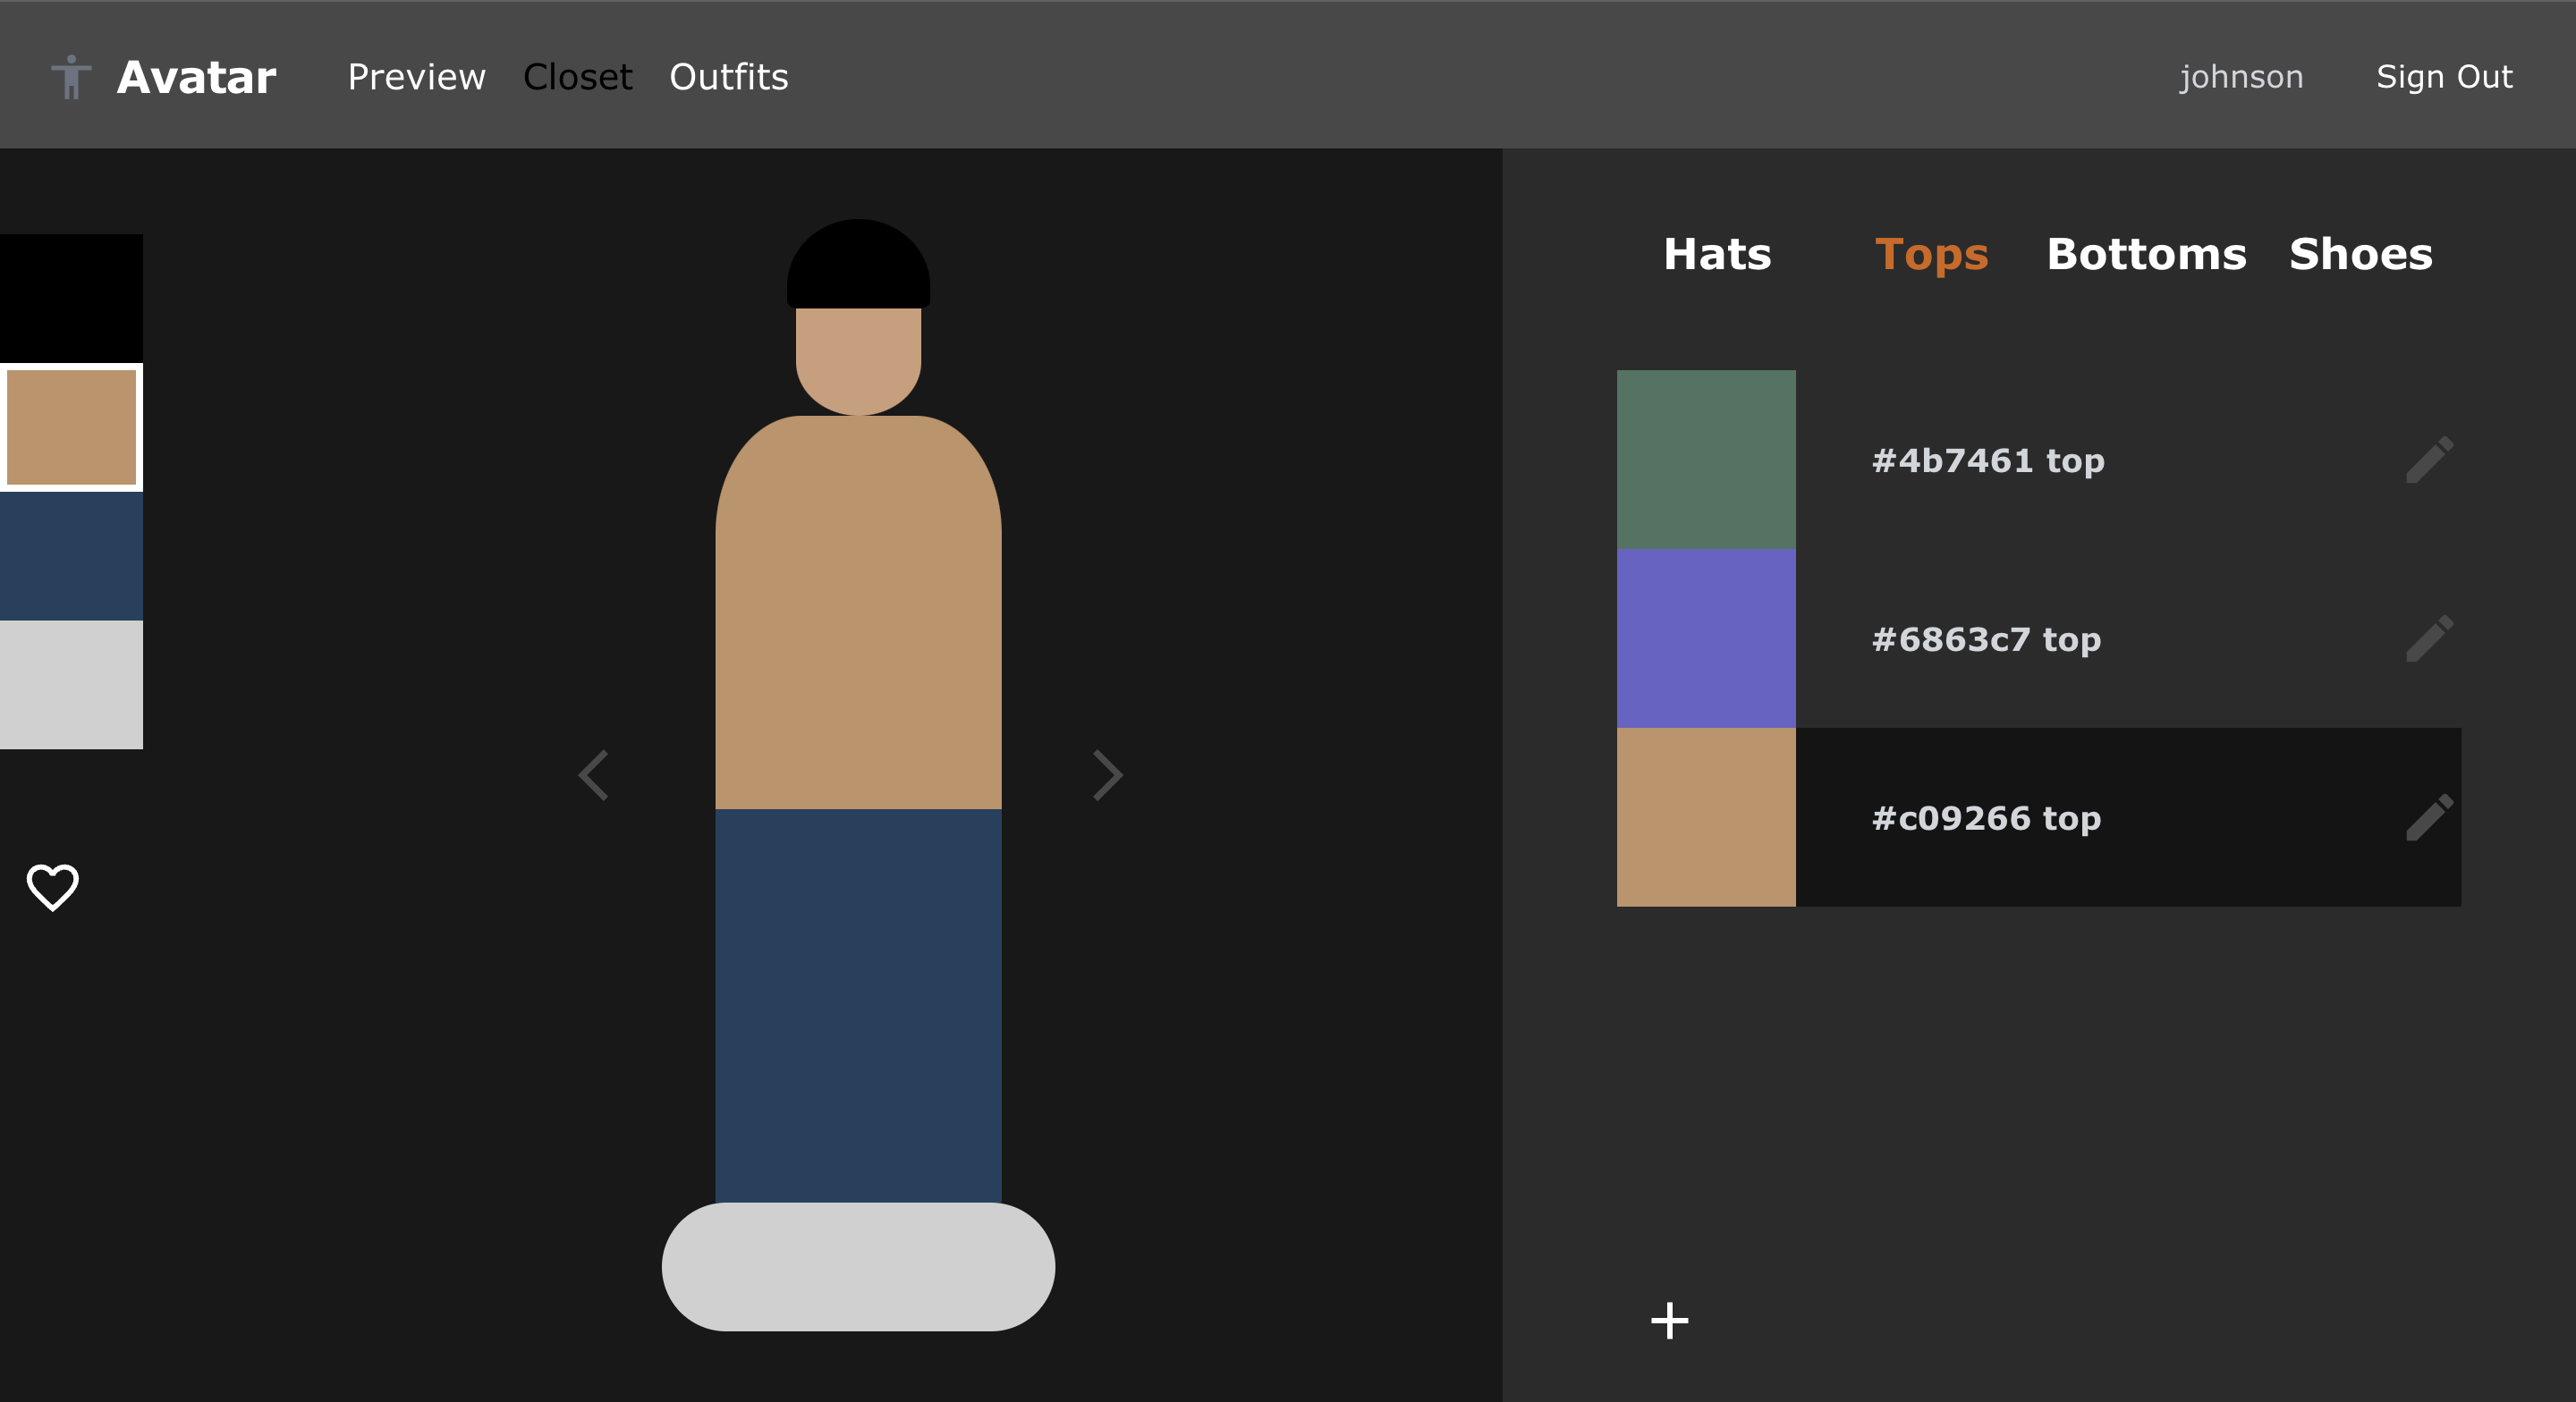 Avatar Preview Closet Outfits johnson Sign Out
Hats Tops Bottoms Shoes
#4b7461 top
#6863c7 top
#c09266 top